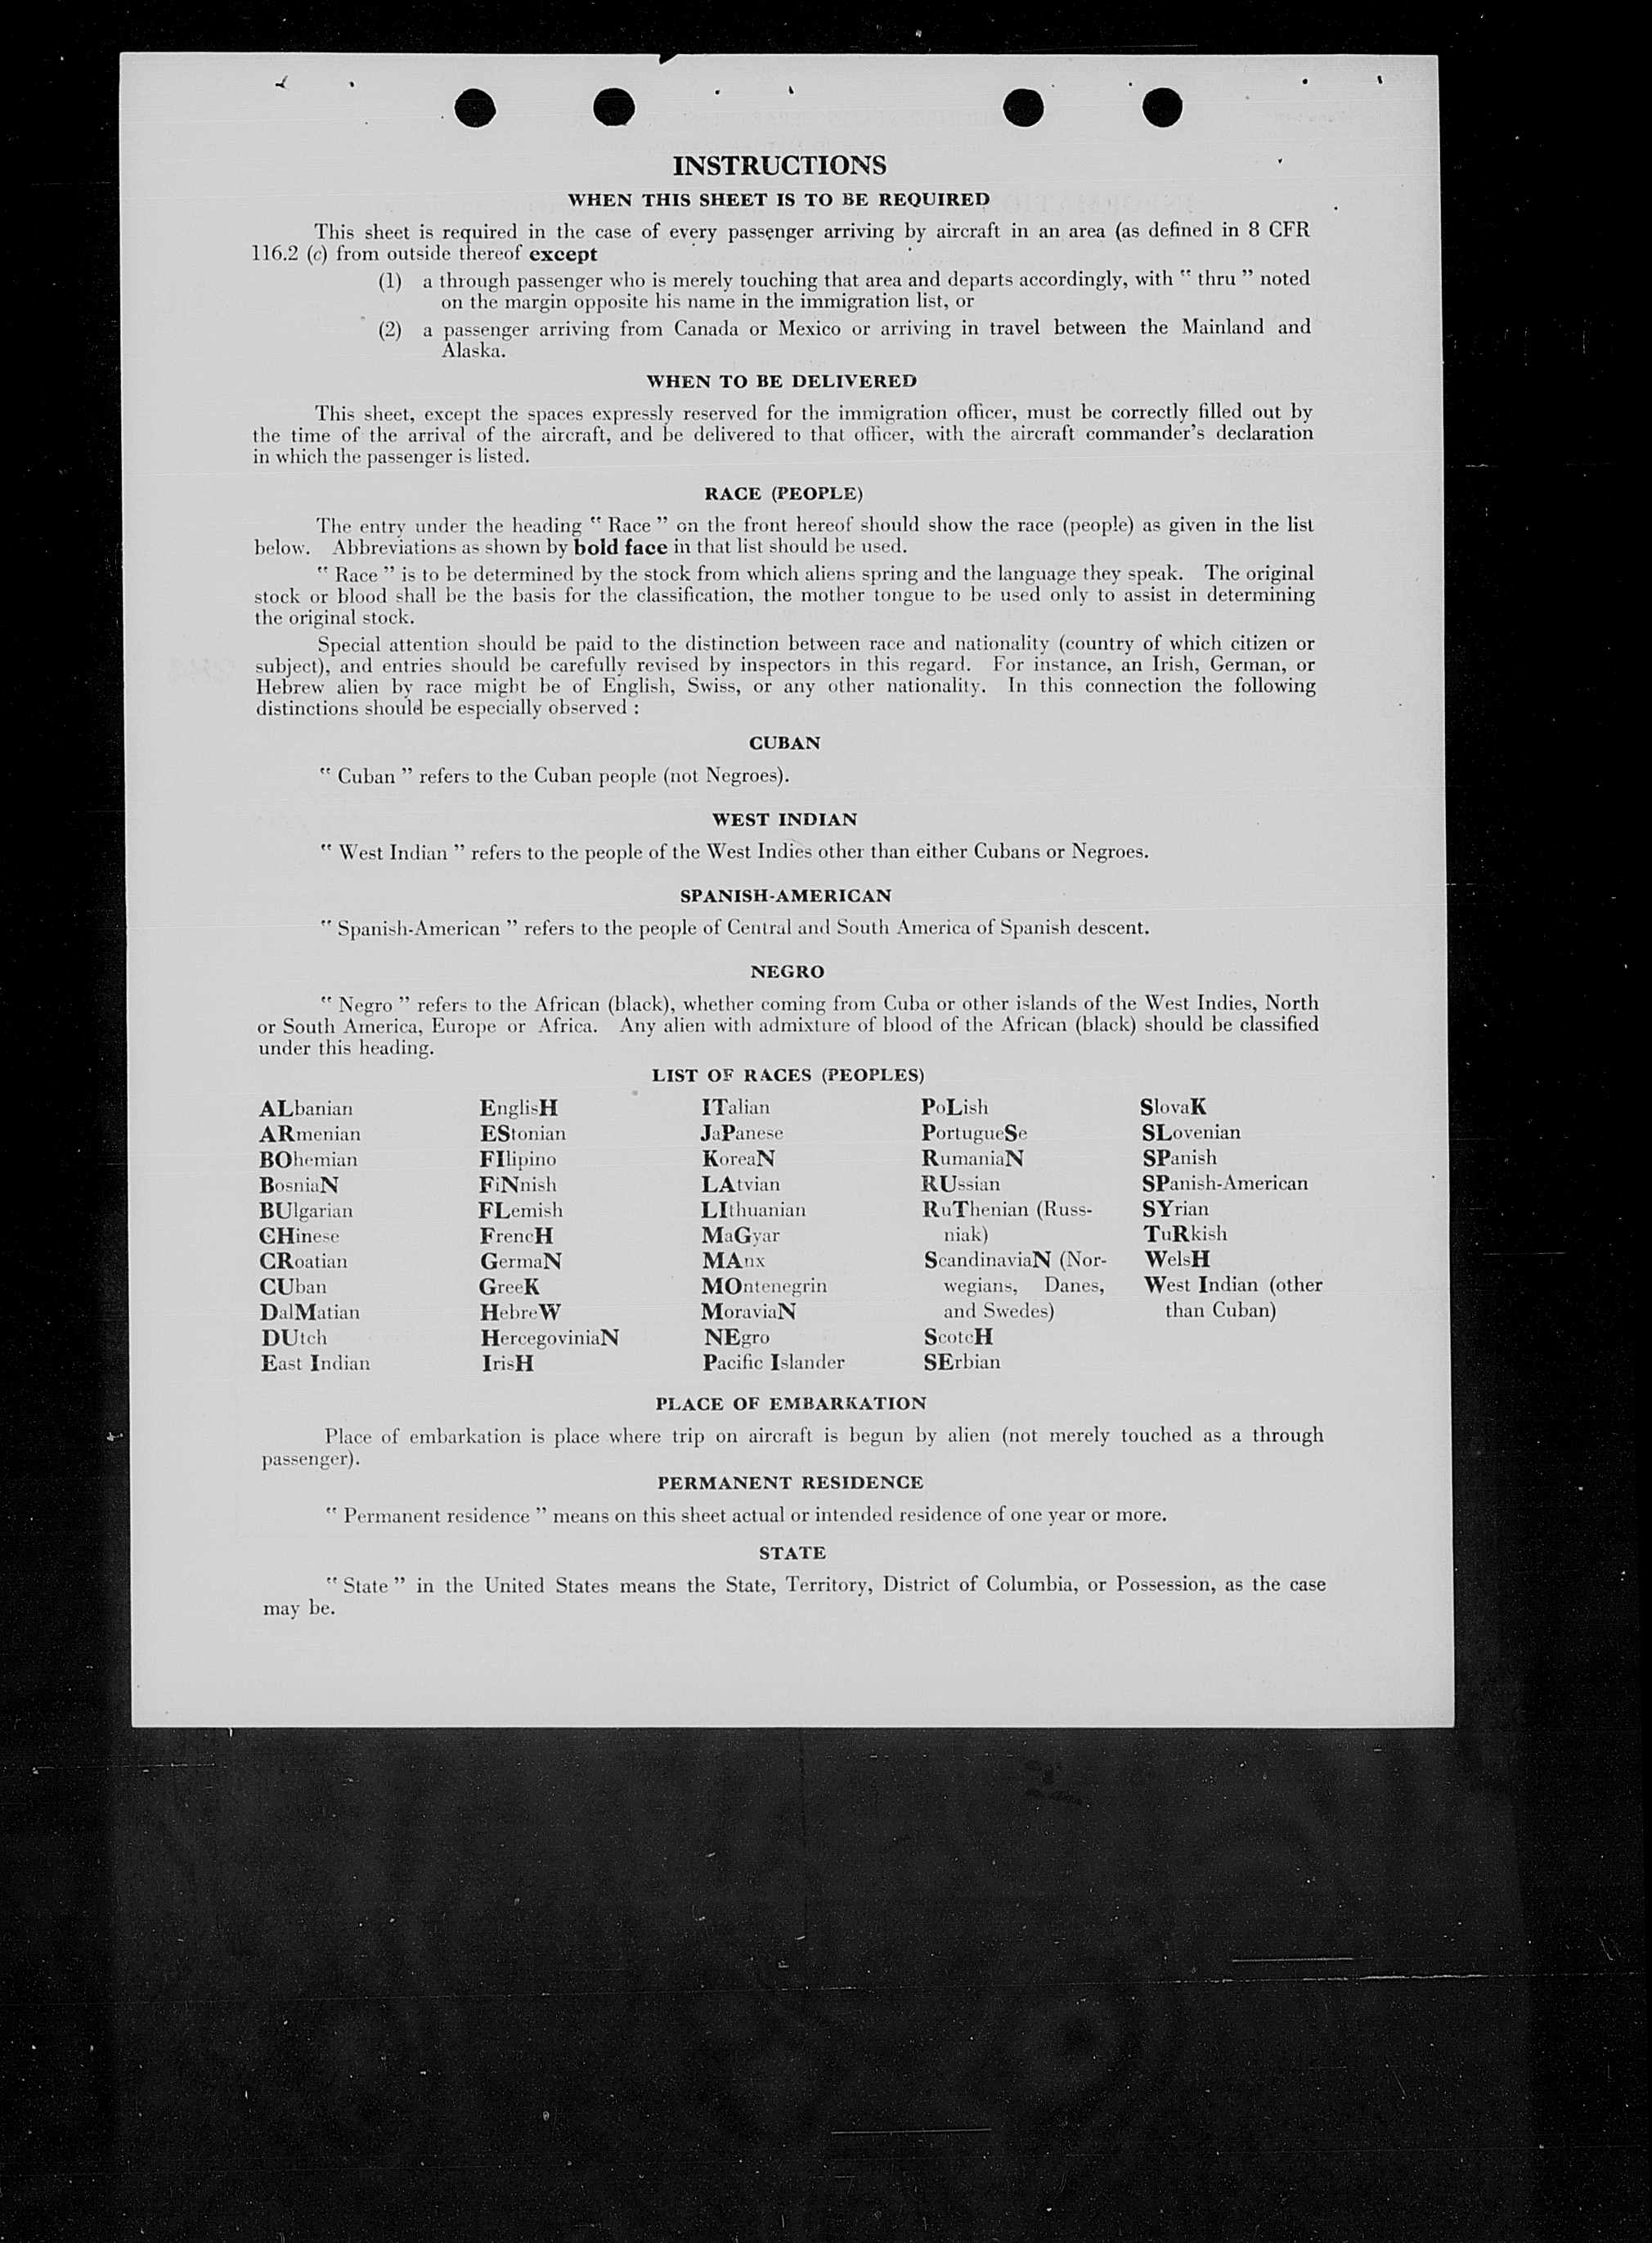 INSTRUCTIONS
WHEN THIS SHEET IS TO BE REQUIRED
This sheet is required in the case of every passenger arriving by aircraft in an area (as defined in 8 CFR
116.2 (c) from outside thereof except
(1) a through passenger who is merely touching that area and departs accordingly, with " thru " noted
on the margin opposite his name in the immigration list, or
(2) a passenger arriving from Canada or Mexico or arriving in travel between the Mainland and
Alaska.
WHEN TO BE DELIVERED
This sheet, except the spaces expressly reserved for the immigration officer, must be correctly filled out by
the time of the arrival of the aircraft, and be delivered to that officer, with the aircraft commander's declaration
in which the passenger is listed.
RACE (PEOPLE)
The entry under the heading " Race " on the front hereof should show the race (people) as given in the list
below. Abbreviations as shown by bold face in that list should be used.
" Race " is to be determined by the stock from which aliens spring and the language they speak. The original
stock or blood shall be the basis for the classification, the mother tongue to be used only to assist in determining
the original stock.
Special attention should be paid to the distinction between race and nationality (country of which citizen or
subject), and entries should be carefully revised by inspectors in this regard. For instance, an Irish, German, or
Hebrew alien by race might be of English, Swiss, or any other nationality. In this connection the following
distinctions should be especially observed :
CUBAN
" Cuban " refers to the Cuban people (not Negroes).
WEST INDIAN
" West Indian " refers to the people of the West Indies other than either Cubans or Negroes.
SPANISH-AMERICAN
" Spanish-American " refers to the people of Central and South America of Spanish descent.
NEGRO
" Negro " refers to the African (black), whether coming from Cuba or other islands of the West Indies, North
or South America, Europe or Africa. Any alien with admixture of blood of the African (black) should be classified
under this heading.
LIST OF RACES (PEOPLES)
ALbanian
ARmenian
BOhemian
BosniaN
BUlgarian
CHinese
CRoatian
CUban
DalMatian
DUtch
East Indian
EnglisH
EStonian
FIlipino
FiNnish
FLemish
FrencH
GermaN
GreeK
HebreW
HercegoviniaN
IrisH
ITalian
JaPanese
KoreaN
LAtvian
LIthuanian
MaGyar
MAnx
MOntenegrin
MoraviaN
NEgro
Pacific Islander
PoLish
PortugueSe
RumaniaN
RUssian
RuThenian (Russ-
niak)
ScandinaviaN (Nor-
wegians, Danes,
and Swedes)
ScotcH
SErbian
SlovaK
SLovenian
SPanish
SPanish-American
SYrian
TuRkish
WelsH
West Indian (other
than Cuban)
PLACE OF EMBARKATION
Place of embarkation is place where trip on aircraft is begun by alien (not merely touched as a through
passenger).
PERMANENT RESIDENCE
" Permanent residence " means on this sheet actual or intended residence of one year or more.
STATE
" State " in the United States means the State, Territory, District of Columbia, or Possession, as the case
may be.